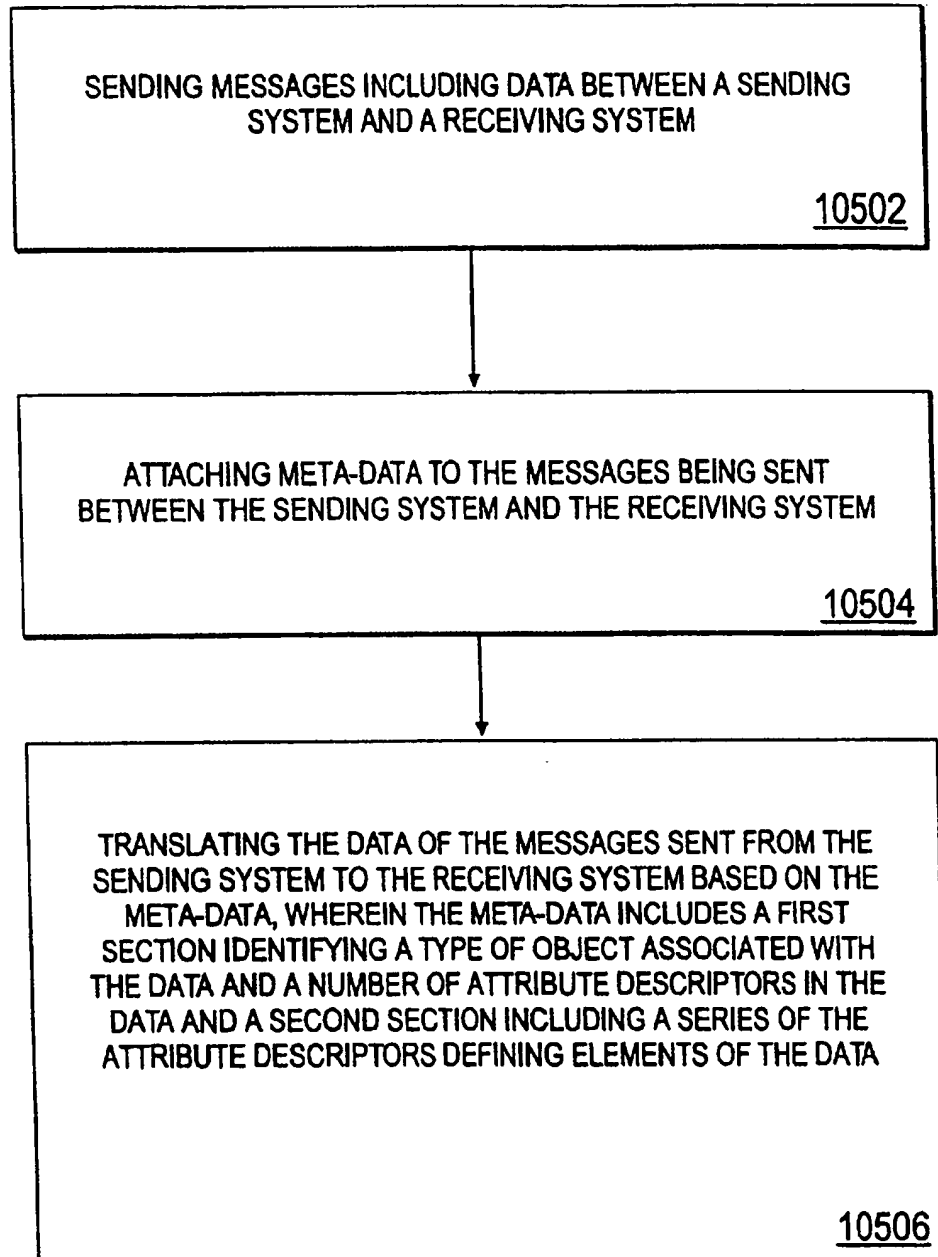 SENDING MESSAGES INCLUDING DATA BETWEEN A SENDING
SYSTEM AND A RECEIVING SYSTEM
10502
ATTACHING META-DATA TO THE MESSAGES BEING SENT
BETWEEN THE SENDING SYSTEM AND THE RECEIVING SYSTEM
10504
TRANSLATING THE DATA OF THE MESSAGES SENT FROM THE
SENDING SYSTEM TO THE RECEIVING SYSTEM BASED ON THE
META-DATA, WHEREIN THE META-DATA INCLUDES A FIRST
SECTION IDENTIFYING A TYPE OF OBJECT ASSOCIATED WITH
THE DATA AND A NUMBER OF ATTRIBUTE DESCRIPTORS IN THE
DATA AND A SECOND SECTION INCLUDING A SERIES OF THE
ATTRIBUTE DESCRIPTORS DEFINING ELEMENTS OF THE DATA
10506